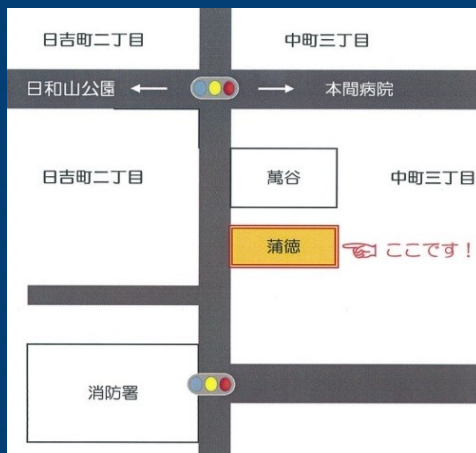 日吉町二丁目
中町三丁目
日和山公園 ←
→ 本間病院
日吉町二丁目
萬谷
中町三丁目
蒲徳
ここです！
消防署